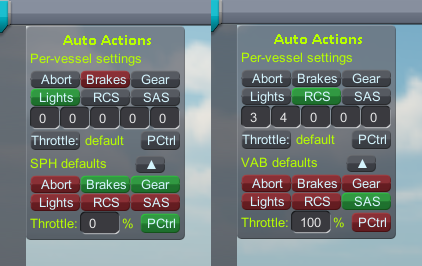 Auto Actions
Per-vessel settings
Abort Brakes Gear
Lights RCS SAS
0 0 0 0 0
Throttle: default PCtrl
SPH defaults ▲
Abort Brakes Gear
Lights RCS SAS
Throttle: 0 % PCtrl
Auto Actions
Per-vessel settings
Abort Brakes Gear
Lights RCS SAS
3 4 0 0 0
Throttle: default PCtrl
VAB defaults ▲
Abort Brakes Gear
Lights RCS SAS
Throttle: 100 % PCtrl